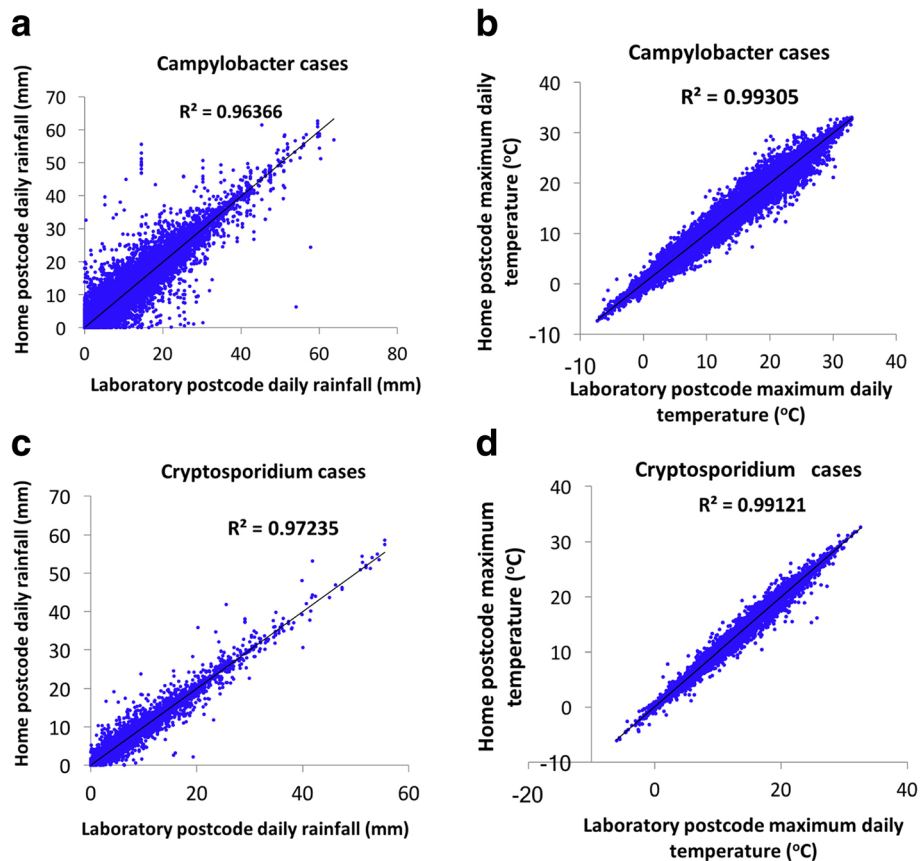 a
Campylobacter cases
R² = 0.96366
Home postcode daily rainfall (mm)
70
60
50
40
30
20
10
0
0 20 40 60 80
Laboratory postcode daily rainfall (mm)
b
Campylobacter cases
R² = 0.99305
Home postcode maximum daily
temperature (°C)
40
30
20
10
0
-10
-10 0 10 20 30 40
Laboratory postcode maximum daily
temperature (°C)
c
Cryptosporidium cases
R² = 0.97235
Home postcode daily rainfall (mm)
70
60
50
40
30
20
10
0
0 20 40 60
Laboratory postcode daily rainfall (mm)
d
Cryptosporidium cases
R² = 0.99121
Home postcode maximum
temperature (°C)
40
30
20
10
0
-10
-20 0 20 40
Laboratory postcode maximum daily
temperature (°C)